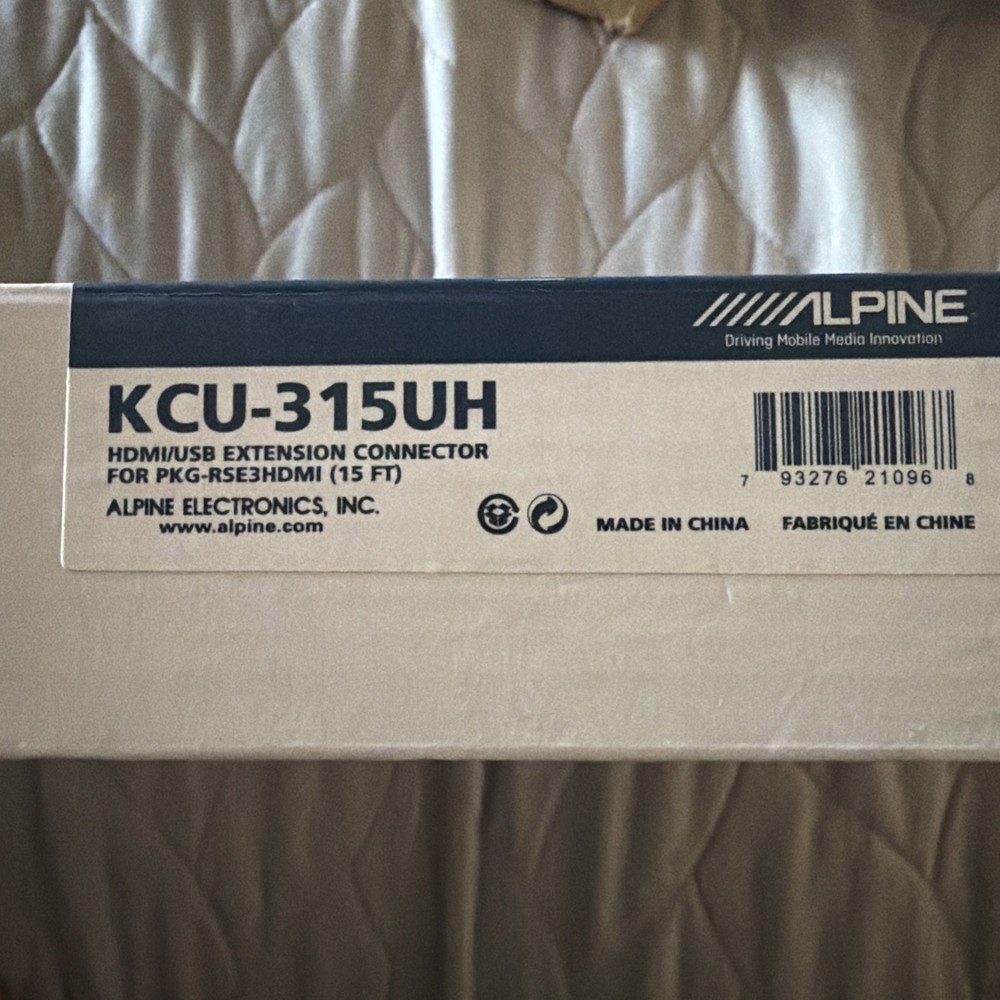 ALPINE
Driving Mobile Media Innovation
KCU-315UH
HDMI/USB EXTENSION CONNECTOR
FOR PKG-RSE3HDMI (15 FT)
ALPINE ELECTRONICS, INC.
www.alpine.com
7 93276 21096 8
MADE IN CHINA FABRIQUÉ EN CHINE